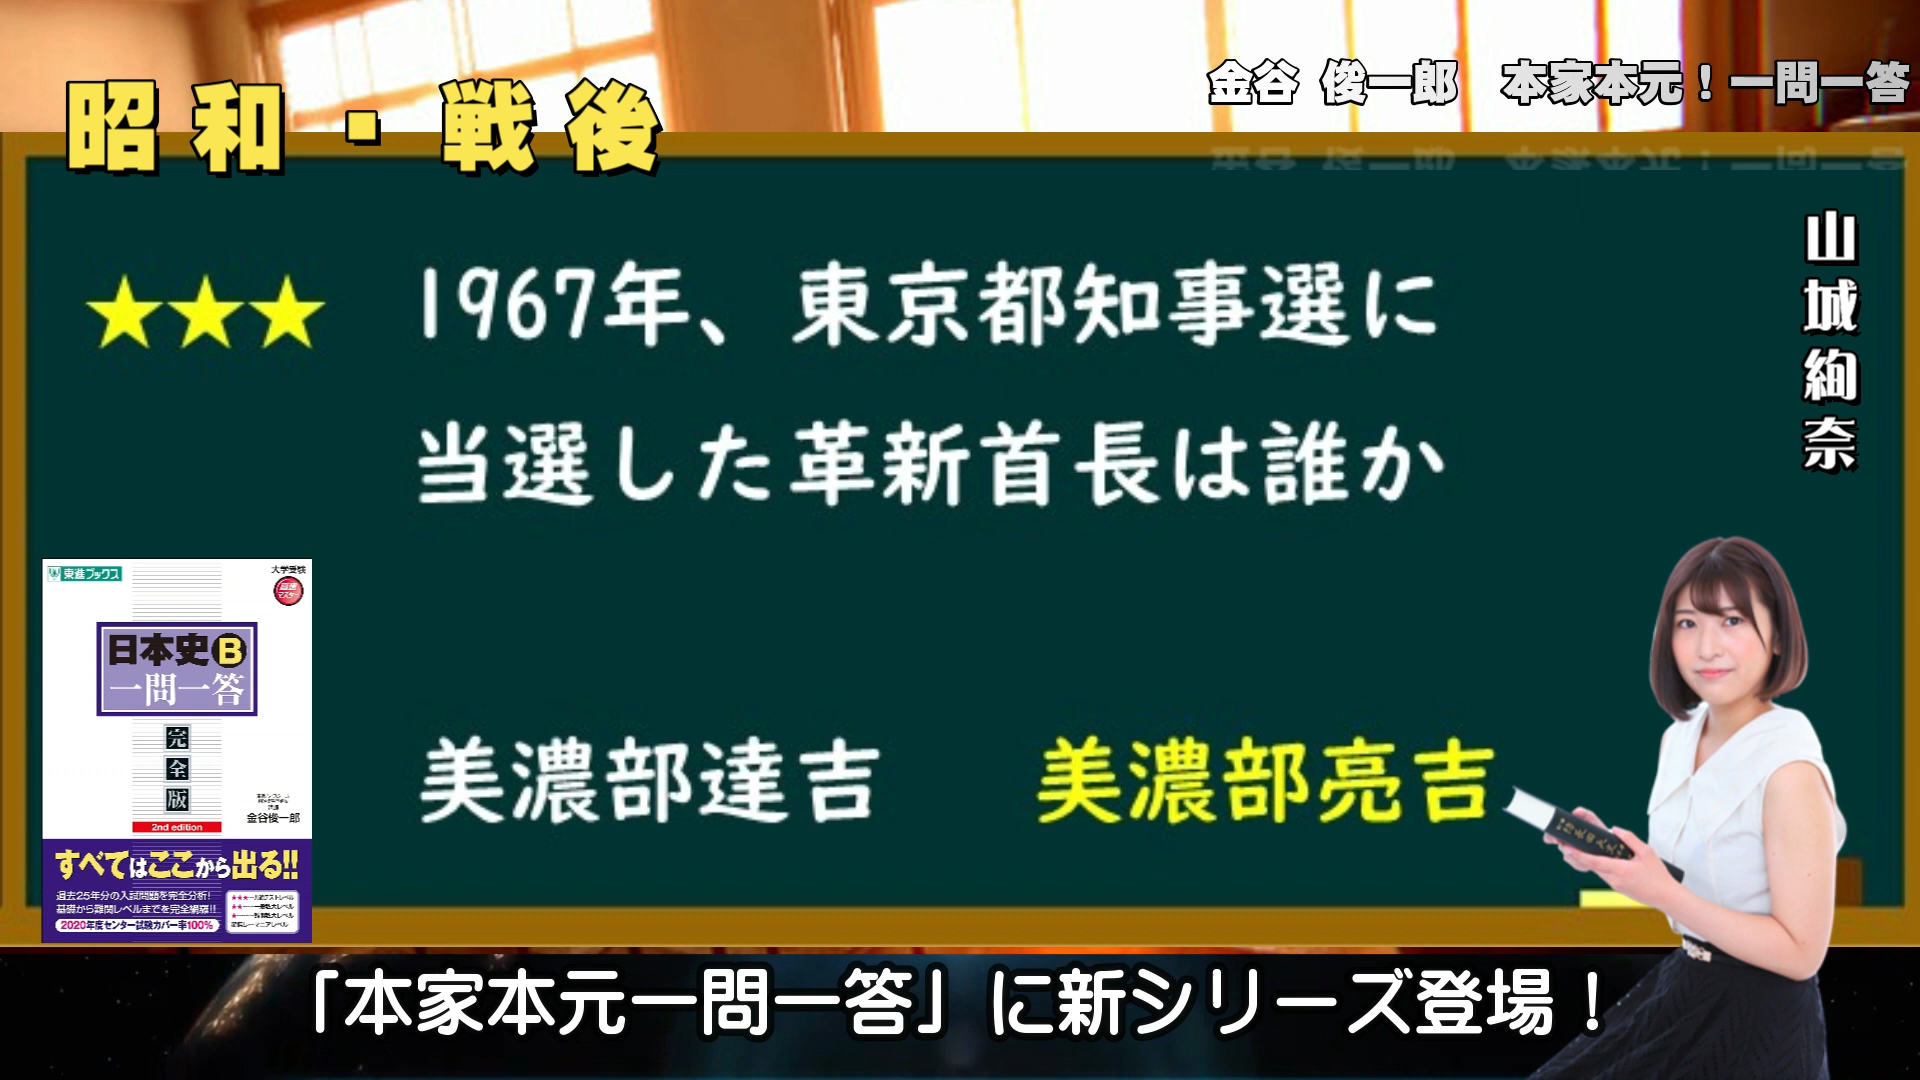 昭和・戦後
金谷 俊一郎 本家本元！一問一答
★★★ 1967年、東京都知事選に
当選した革新首長は誰か
山城絢奈
東進ブックス
大学受験
日本史B
一問一答
完全版
2nd edition
金谷俊一郎
すべてはここから出る!!
過去25年分の入試問題を完全分析!
基礎から難関レベルまでを完全網羅!!
2020年度センター試験カバー率100%
美濃部達吉 美濃部亮吉
「本家本元一問一答」に新シリーズ登場！